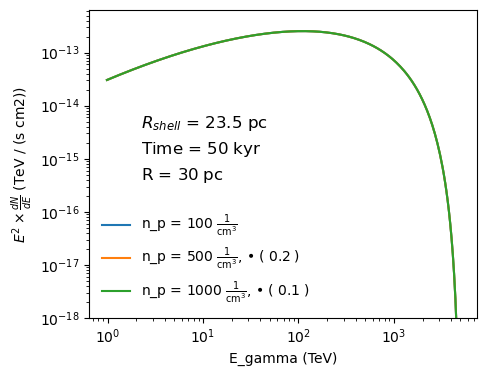 10⁻¹³
10⁻¹⁴
10⁻¹⁵
10⁻¹⁶
10⁻¹⁷
10⁻¹⁸
E² × dN/dE (TeV / (s cm2))
R_shell = 23.5 pc
Time = 50 kyr
R = 30 pc
n_p = 100 1/cm³
n_p = 500 1/cm³, • ( 0.2 )
n_p = 1000 1/cm³, • ( 0.1 )
10⁰ 10¹ 10² 10³
E_gamma (TeV)